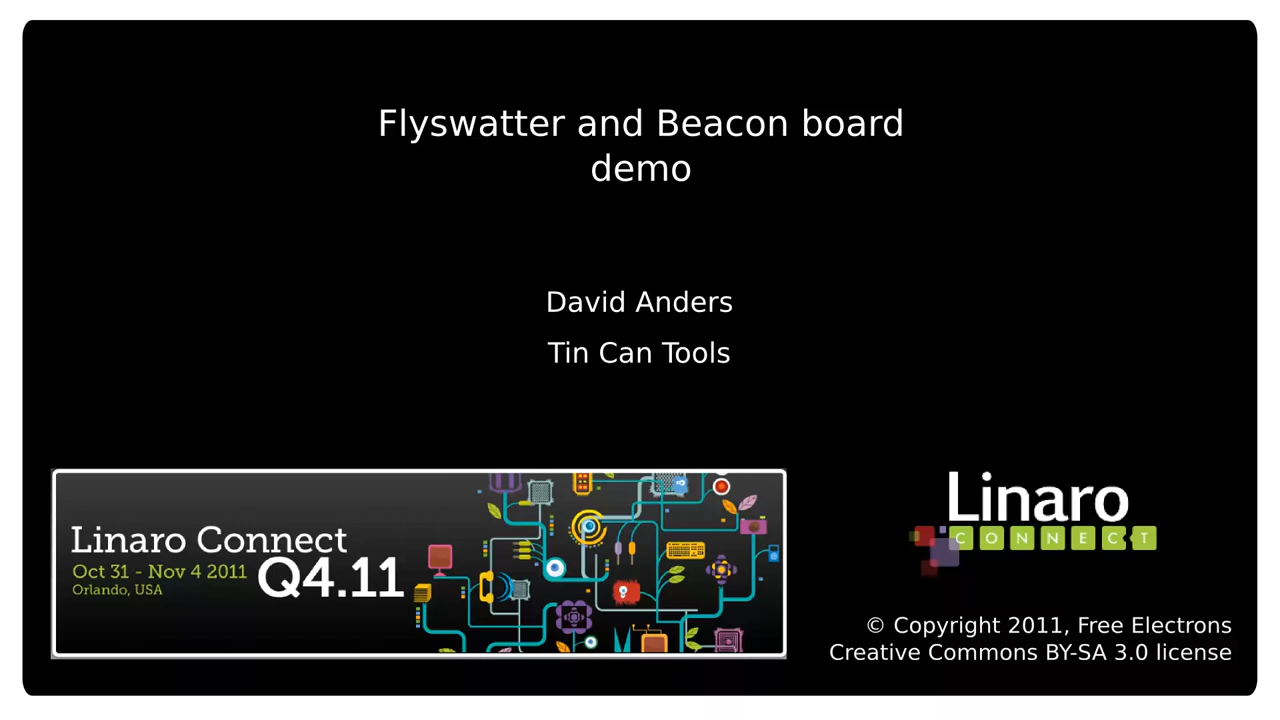 Flyswatter and Beacon board
demo
David Anders
Tin Can Tools
Linaro Connect
Oct 31 - Nov 4 2011
Q4.11
Orlando, USA
Linaro
CONNECT
© Copyright 2011, Free Electrons
Creative Commons BY-SA 3.0 license